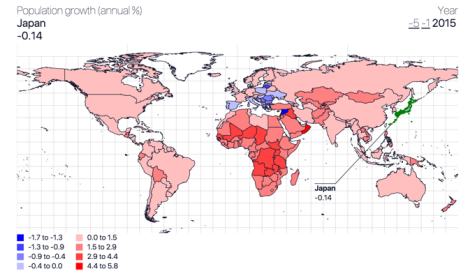 Population growth (annual %)
Year
Japan
-5 -1 2015
-0.14
Japan
-0.14
-1.7 to -1.3
0.0 to 1.5
-1.3 to -0.9
1.5 to 2.9
-0.9 to -0.4
2.9 to 4.4
-0.4 to 0.0
4.4 to 5.8